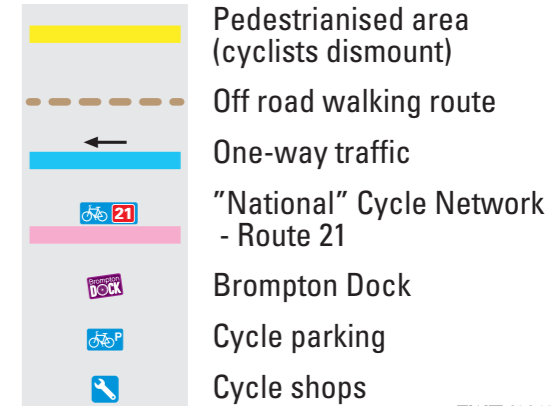 Pedestrianised area
(cyclists dismount)
Off road walking route
One-way traffic
21
”National” Cycle Network
- Route 21
Brompton
DOCK
Brompton Dock
P
Cycle parking
Cycle shops